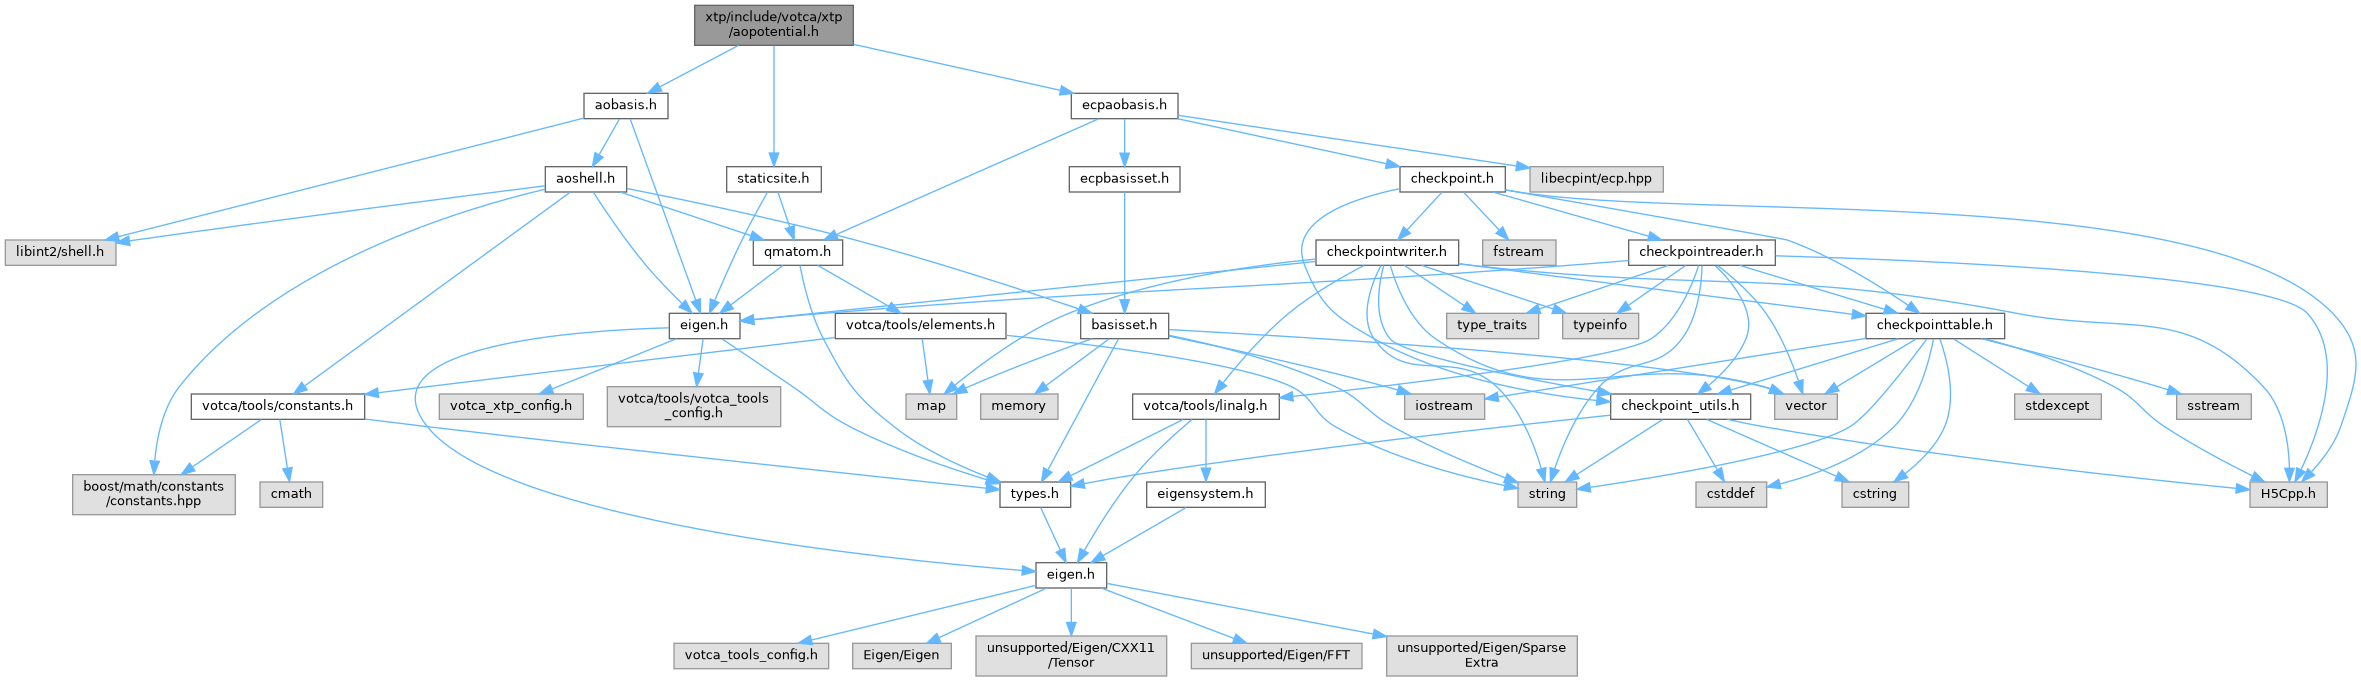 xtp/include/votca/xtp
/aopotential.h
aobasis.h
ecpaobasis.h
aoshell.h
staticsite.h
ecpbasisset.h
checkpoint.h
libecpint/ecp.hpp
libint2/shell.h
qmatom.h
checkpointwriter.h
fstream
checkpointreader.h
eigen.h
votca/tools/elements.h
basisset.h
type_traits
typeinfo
checkpointtable.h
votca/tools/constants.h
votca_xtp_config.h
votca/tools/votca_tools
_config.h
map
memory
votca/tools/linalg.h
iostream
checkpoint_utils.h
vector
stdexcept
sstream
boost/math/constants
/constants.hpp
cmath
types.h
eigensystem.h
string
cstddef
cstring
H5Cpp.h
eigen.h
votca_tools_config.h
Eigen/Eigen
unsupported/Eigen/CXX11
/Tensor
unsupported/Eigen/FFT
unsupported/Eigen/Sparse
Extra